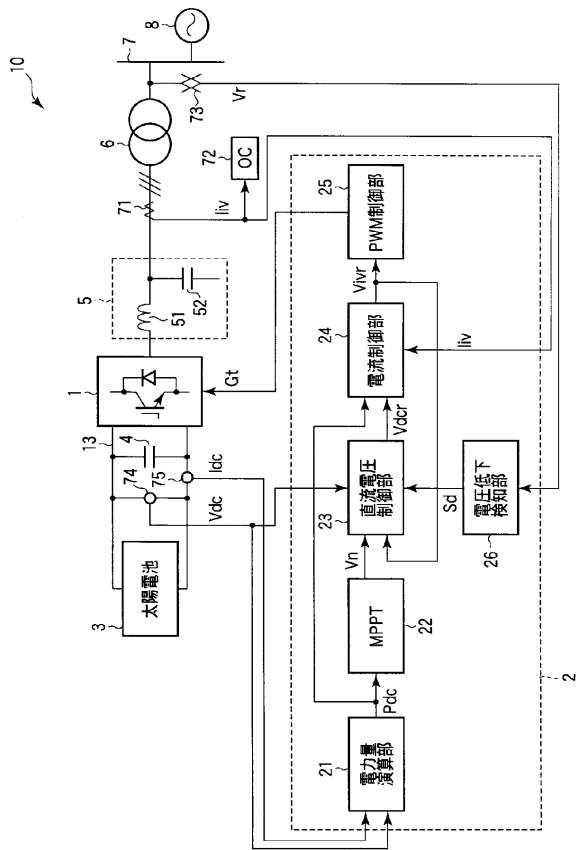 10
3
太陽電池
13
4
74
75
Vdc
Idc
1
Gt
5
51
52
71
Iiv
72
OC
6
73
7
8
Vr
21
電力量
演算部
Pdc
22
MPPT
Vn
23
直流電圧
制御部
Vdcr
24
電流制御部
Vivr
25
PWM制御部
Iiv
Sd
26
電圧低下
検知部
2